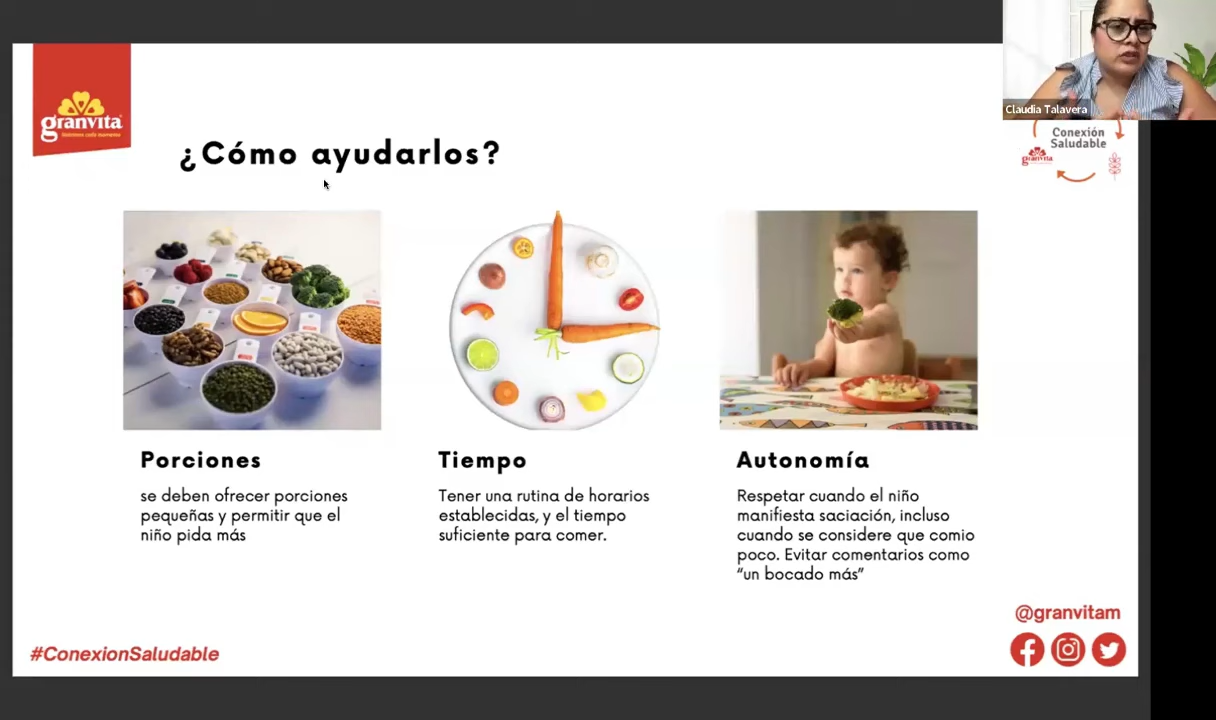 granvita
¿Cómo ayudarlos?
Claudia Talavera
Conexión
Saludable
granvita
Porciones
se deben ofrecer porciones
pequeñas y permitir que el
niño pida más
Tiempo
Tener una rutina de horarios
establecidas, y el tiempo
suficiente para comer.
Autonomía
Respetar cuando el niño
manifiesta saciación, incluso
cuando se considere que comio
poco. Evitar comentarios como
“un bocado más”
@granvitam
#ConexionSaludable